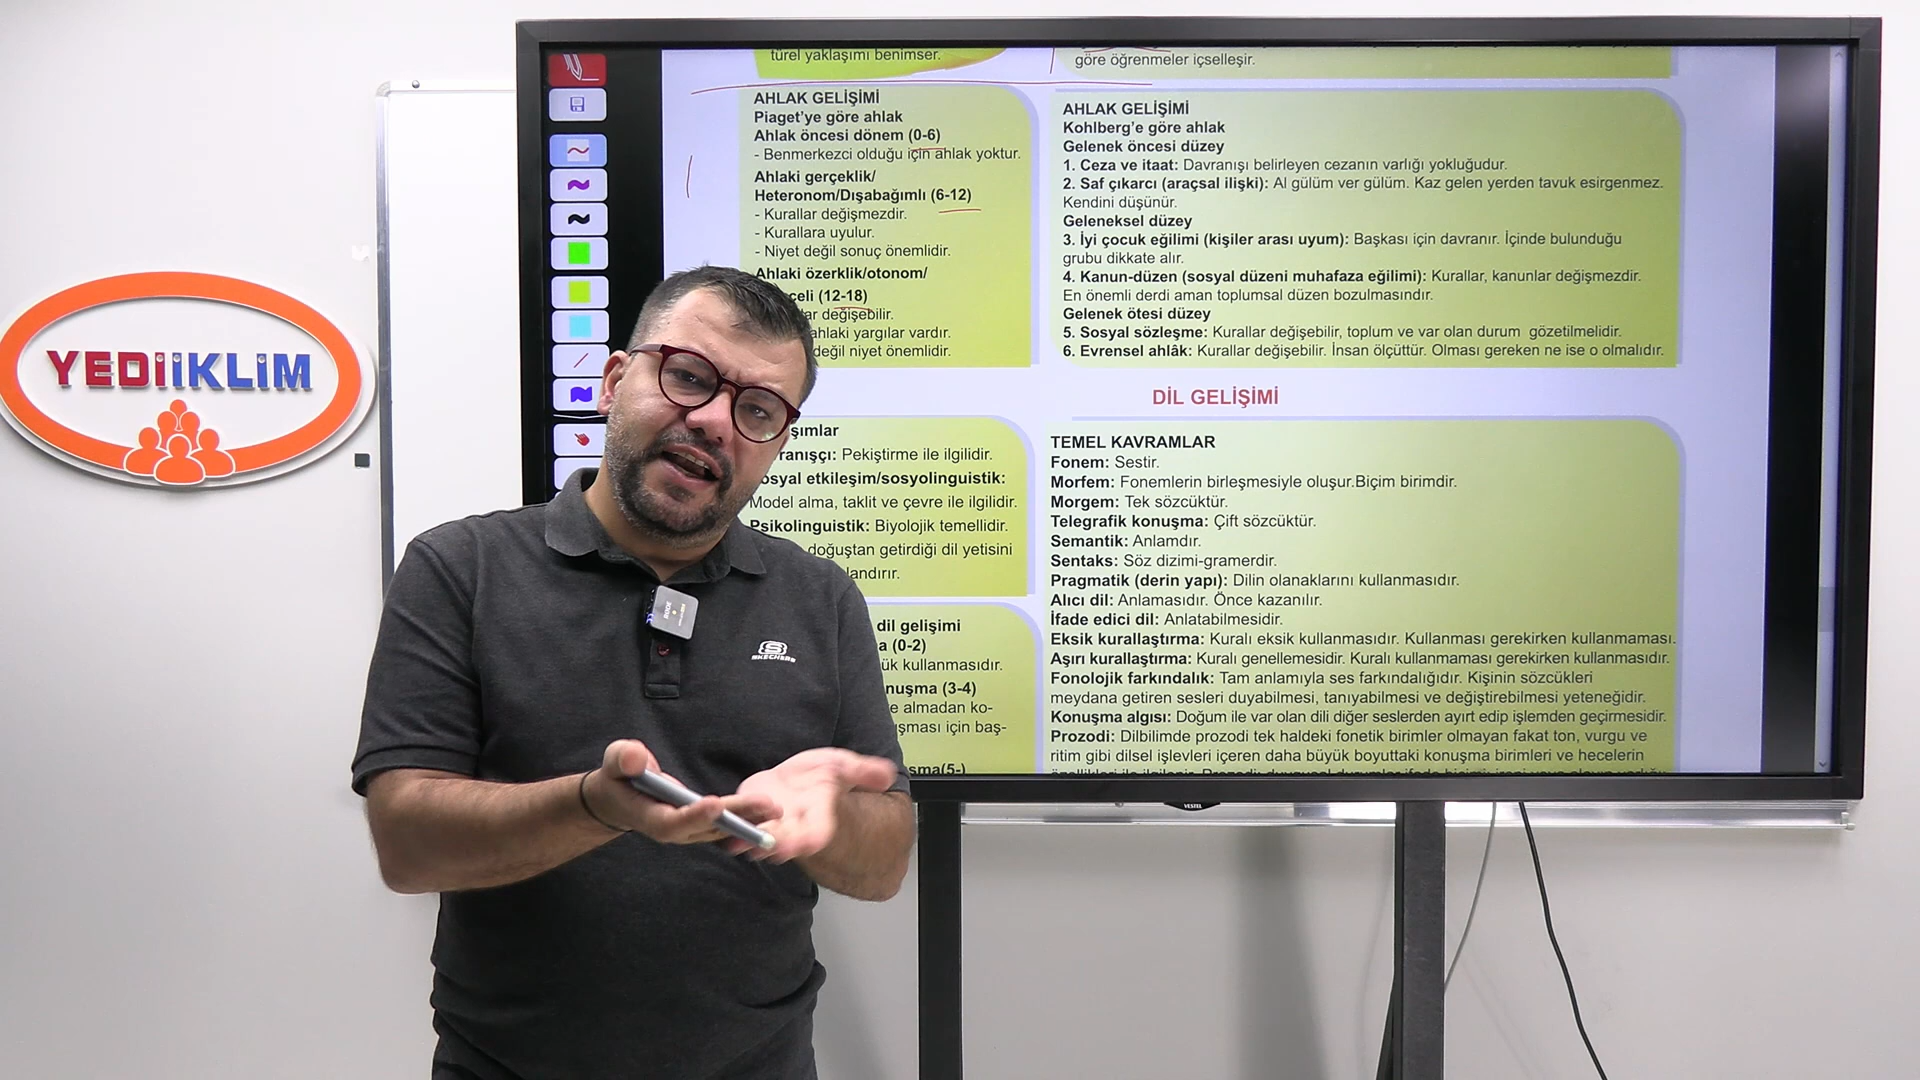 türel yaklaşımı benimser.
göre öğrenmeler içselleşir.
AHLAK GELİŞİMİ
Piaget'ye göre ahlak
Ahlak öncesi dönem (0-6)
- Benmerkezci olduğu için ahlak yoktur.
Ahlaki gerçeklik/
Heteronom/Dışabağımlı (6-12)
- Kurallar değişmezdir.
- Kurallara uyulur.
- Niyet değil sonuç önemlidir.
Ahlaki özerklik/otonom/
(12-18)
değişebilir.
ahlaki yargılar vardır.
değil niyet önemlidir.
AHLAK GELİŞİMİ
Kohlberg'e göre ahlak
Gelenek öncesi düzey
1. Ceza ve itaat: Davranışı belirleyen cezanın varlığı yokluğudur.
2. Saf çıkarcı (araçsal ilişki): Al gülüm ver gülüm. Kaz gelen yerden tavuk esirgenmez.
Kendini düşünür.
Geleneksel düzey
3. İyi çocuk eğilimi (kişiler arası uyum): Başkası için davranır. İçinde bulunduğu
grubu dikkate alır.
4. Kanun-düzen (sosyal düzeni muhafaza eğilimi): Kurallar, kanunlar değişmezdir.
En önemli derdi aman toplumsal düzen bozulmasındır.
Gelenek ötesi düzey
5. Sosyal sözleşme: Kurallar değişebilir, toplum ve var olan durum gözetilmelidir.
6. Evrensel ahlâk: Kurallar değişebilir. İnsan ölçüttür. Olması gereken ne ise o olmalıdır.
DİL GELİŞİMİ
Pekiştirme ile ilgilidir.
etkileşim/sosyolinguistik:
Model alma, taklit ve çevre ile ilgilidir.
Psikolinguistik: Biyolojik temellidir.
doğuştan getirdiği dil yetisini
dil gelişimi
(0-2)
kullanmasıdır.
(3-4)
almadan ko-
için baş-
(5-)
TEMEL KAVRAMLAR
Fonem: Sestir.
Morfem: Fonemlerin birleşmesiyle oluşur.Biçim birimdir.
Morgem: Tek sözcüktür.
Telegrafik konuşma: Çift sözcüktür.
Semantik: Anlamdır.
Sentaks: Söz dizimi-gramerdir.
Pragmatik (derin yapı): Dilin olanaklarını kullanmasıdır.
Alıcı dil: Anlamasıdır. Önce kazanılır.
İfade edici dil: Anlatabilmesidir.
Eksik kurallaştırma: Kuralı eksik kullanmasıdır. Kullanması gerekirken kullanmaması.
Aşırı kurallaştırma: Kuralı genellemesidir. Kuralı kullanmaması gerekirken kullanmasıdır.
Fonolojik farkındalık: Tam anlamıyla ses farkındalığıdır. Kişinin sözcükleri
meydana getiren sesleri duyabilmesi, tanıyabilmesi ve değiştirebilmesi yeteneğidir.
Konuşma algısı: Doğum ile var olan dili diğer seslerden ayırt edip işlemden geçirmesidir.
Prozodi: Dilbilimde prozodi tek haldeki fonetik birimler olmayan fakat ton, vurgu ve
ritim gibi dilsel işlevleri içeren daha büyük boyuttaki konuşma birimleri ve hecelerin
YEDİİKLİM
SKECHERS
VESTEL